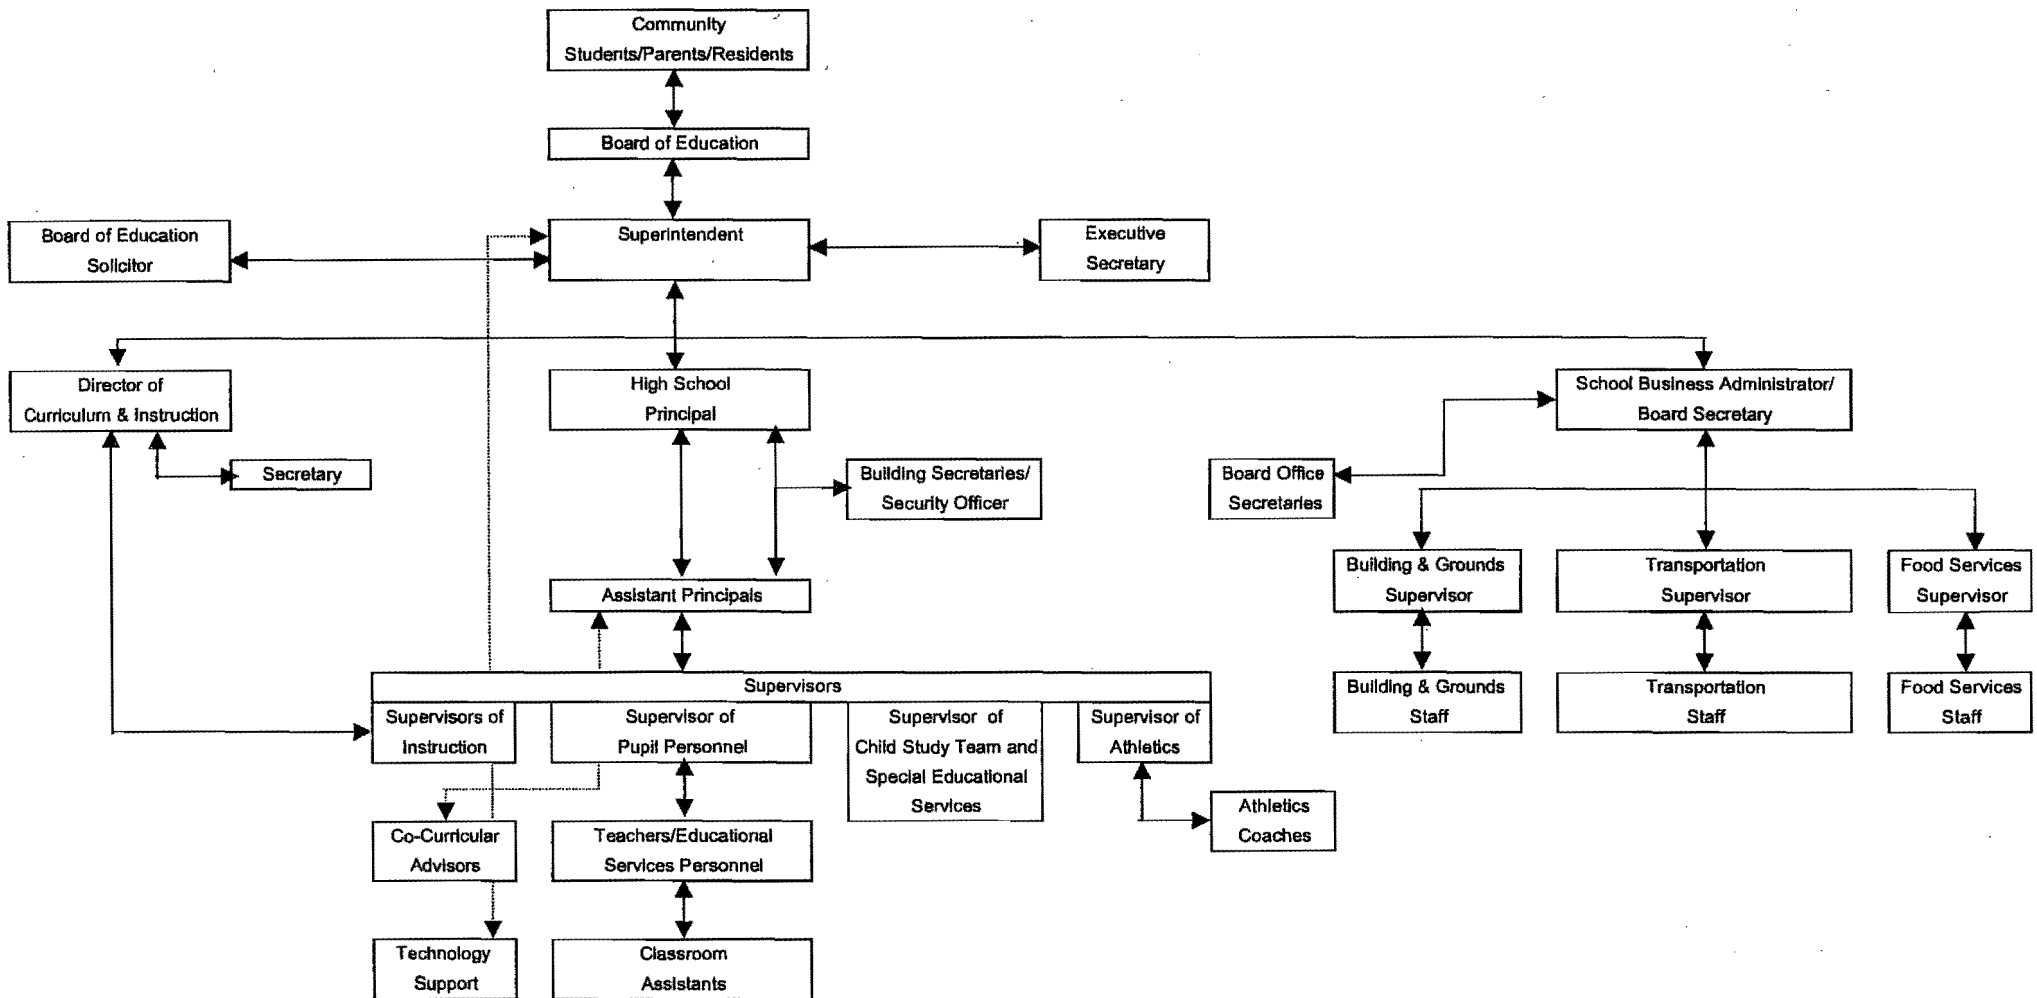 Community
Students/Parents/Residents
Board of Education
Board of Education
Solicitor
Superintendent
Executive
Secretary
Director of
Curriculum & Instruction
High School
Principal
School Business Administrator/
Board Secretary
Secretary
Building Secretaries/
Security Officer
Board Office
Secretaries
Assistant Principals
Building & Grounds
Supervisor
Transportation
Supervisor
Food Services
Supervisor
Supervisors
Supervisors of
Instruction
Supervisor of
Pupil Personnel
Supervisor of
Child Study Team and
Special Educational
Services
Supervisor of
Athletics
Building & Grounds
Staff
Transportation
Staff
Food Services
Staff
Athletics
Coaches
Co-Curricular
Advisors
Teachers/Educational
Services Personnel
Technology
Support
Classroom
Assistants